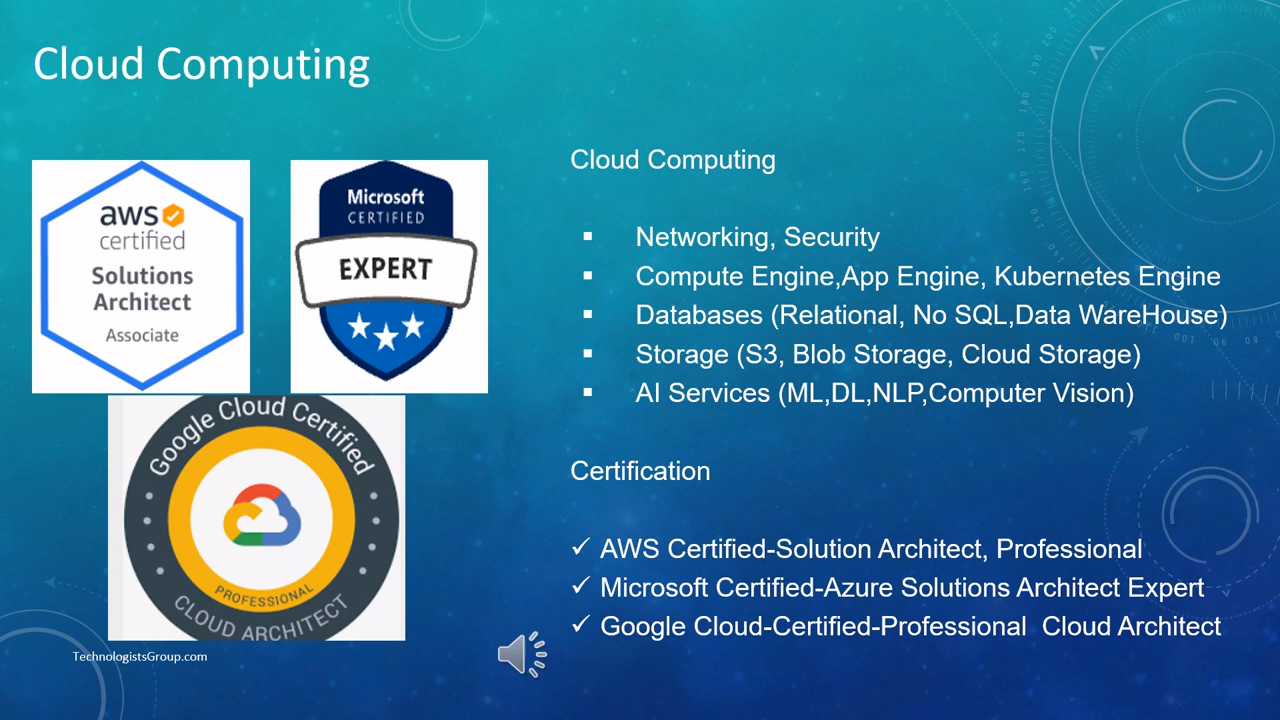 Cloud Computing
aws
certified
Solutions
Architect
Associate
Microsoft
CERTIFIED
EXPERT
Google Cloud Certified
PROFESSIONAL
CLOUD ARCHITECT
TechnologistsGroup.com
Cloud Computing
▪ Networking, Security
▪ Compute Engine,App Engine, Kubernetes Engine
▪ Databases (Relational, No SQL,Data WareHouse)
▪ Storage (S3, Blob Storage, Cloud Storage)
▪ AI Services (ML,DL,NLP,Computer Vision)
Certification
✓ AWS Certified-Solution Architect, Professional
✓ Microsoft Certified-Azure Solutions Architect Expert
✓ Google Cloud-Certified-Professional  Cloud Architect